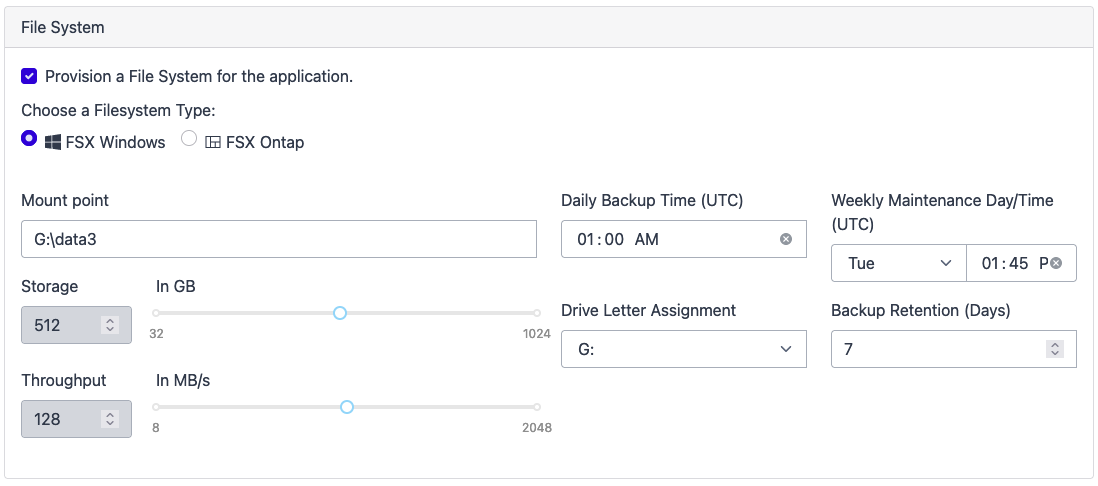 File System
Provision a File System for the application.
Choose a Filesystem Type:
FSX Windows FSX Ontap
Mount point
G:\data3
Daily Backup Time (UTC)
01:00 AM
Weekly Maintenance Day/Time
(UTC)
Tue 01:45 P
Storage In GB
512
32 1024
Drive Letter Assignment
G:
Backup Retention (Days)
7
Throughput In MB/s
128
8 2048